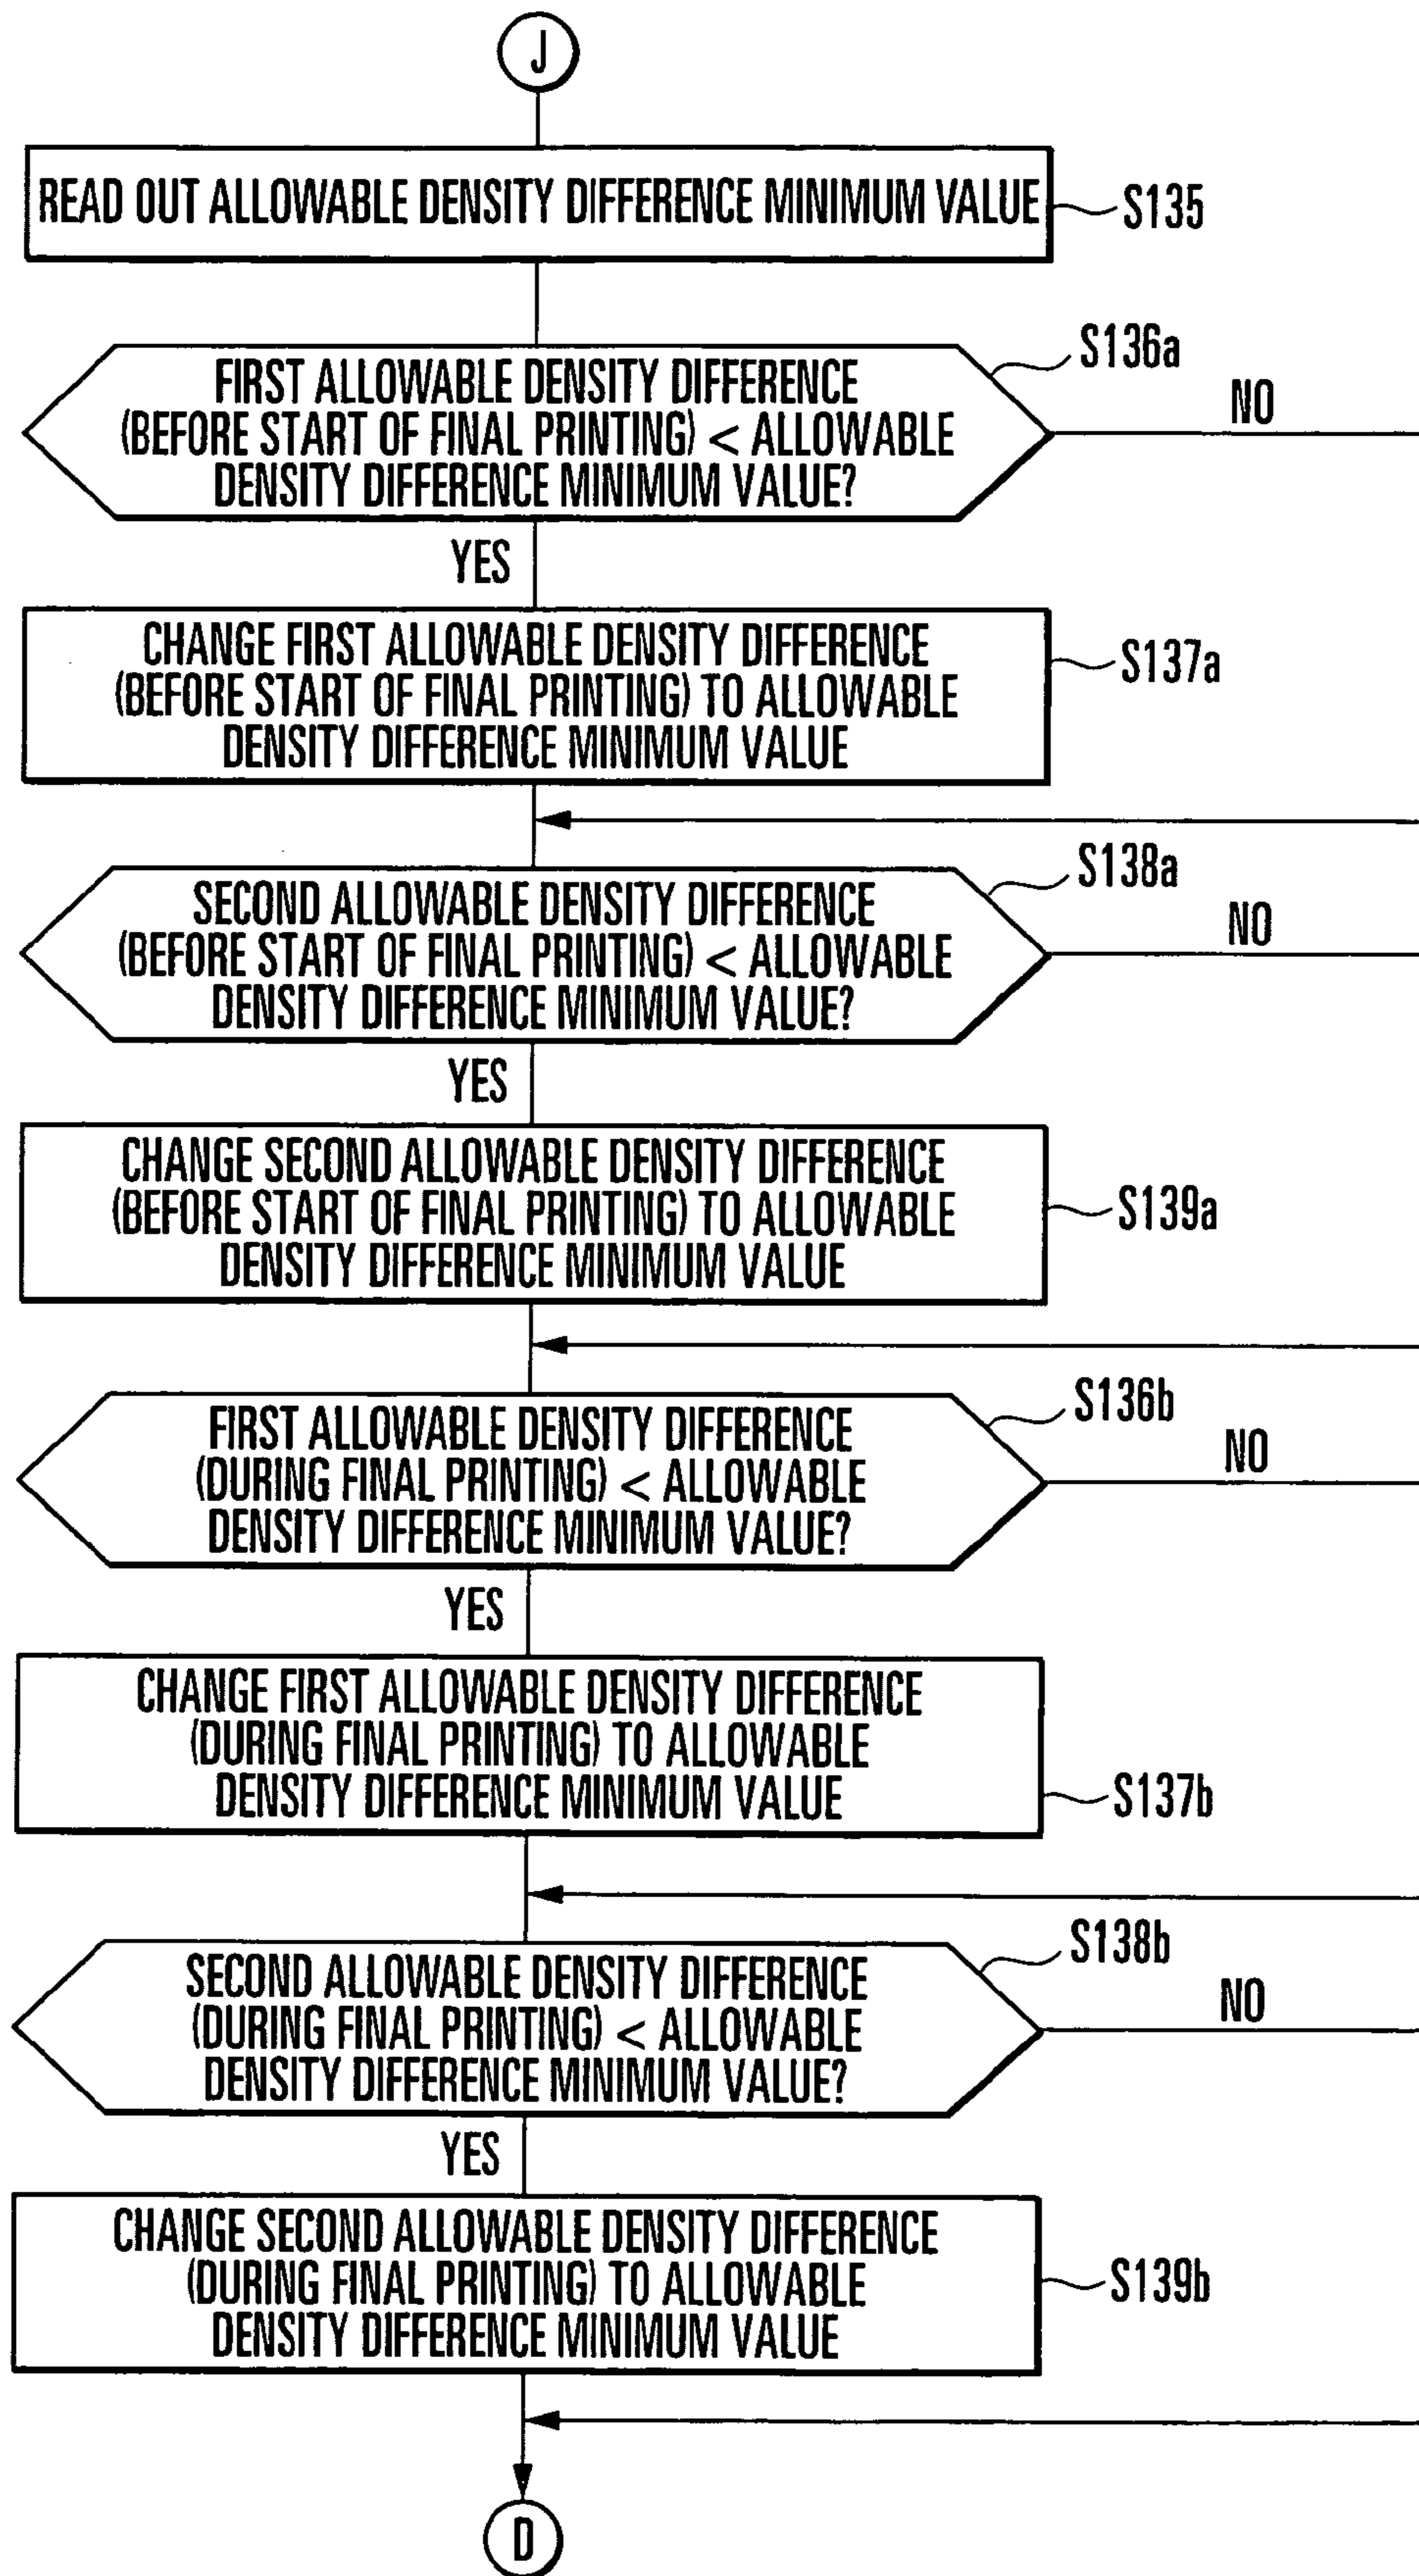 J
READ OUT ALLOWABLE DENSITY DIFFERENCE MINIMUM VALUE
S135
S136a
FIRST ALLOWABLE DENSITY DIFFERENCE
(BEFORE START OF FINAL PRINTING) < ALLOWABLE
DENSITY DIFFERENCE MINIMUM VALUE?
NO
YES
CHANGE FIRST ALLOWABLE DENSITY DIFFERENCE
(BEFORE START OF FINAL PRINTING) TO ALLOWABLE
DENSITY DIFFERENCE MINIMUM VALUE
S137a
S138a
SECOND ALLOWABLE DENSITY DIFFERENCE
(BEFORE START OF FINAL PRINTING) < ALLOWABLE
DENSITY DIFFERENCE MINIMUM VALUE?
NO
YES
CHANGE SECOND ALLOWABLE DENSITY DIFFERENCE
(BEFORE START OF FINAL PRINTING) TO ALLOWABLE
DENSITY DIFFERENCE MINIMUM VALUE
S139a
S136b
FIRST ALLOWABLE DENSITY DIFFERENCE
(DURING FINAL PRINTING) < ALLOWABLE
DENSITY DIFFERENCE MINIMUM VALUE?
NO
YES
CHANGE FIRST ALLOWABLE DENSITY DIFFERENCE
(DURING FINAL PRINTING) TO ALLOWABLE
DENSITY DIFFERENCE MINIMUM VALUE
S137b
S138b
SECOND ALLOWABLE DENSITY DIFFERENCE
(DURING FINAL PRINTING) < ALLOWABLE
DENSITY DIFFERENCE MINIMUM VALUE?
NO
YES
CHANGE SECOND ALLOWABLE DENSITY DIFFERENCE
(DURING FINAL PRINTING) TO ALLOWABLE
DENSITY DIFFERENCE MINIMUM VALUE
S139b
D